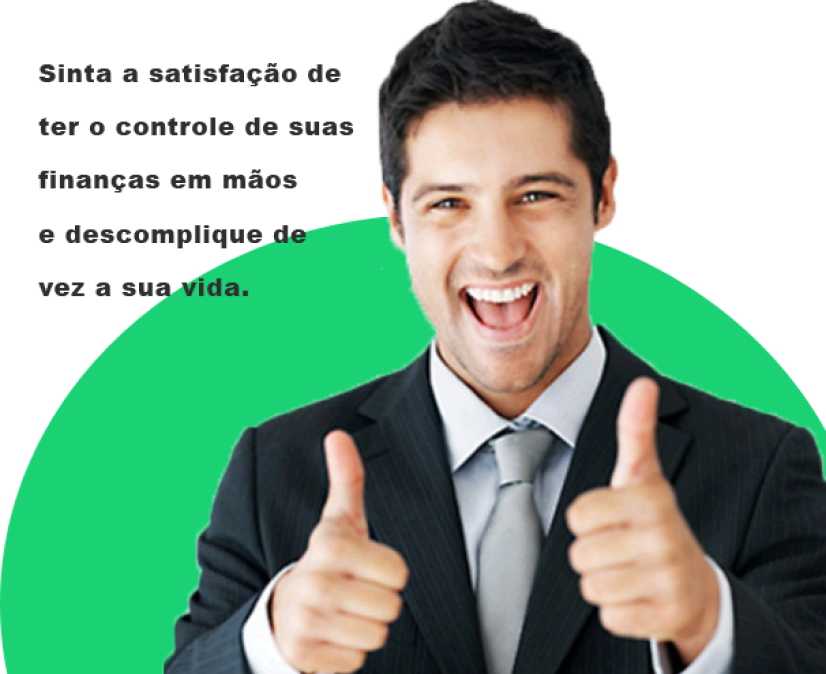 Sinta a satisfação de
ter o controle de suas
finanças em mãos
e descomplique de
vez a sua vida.